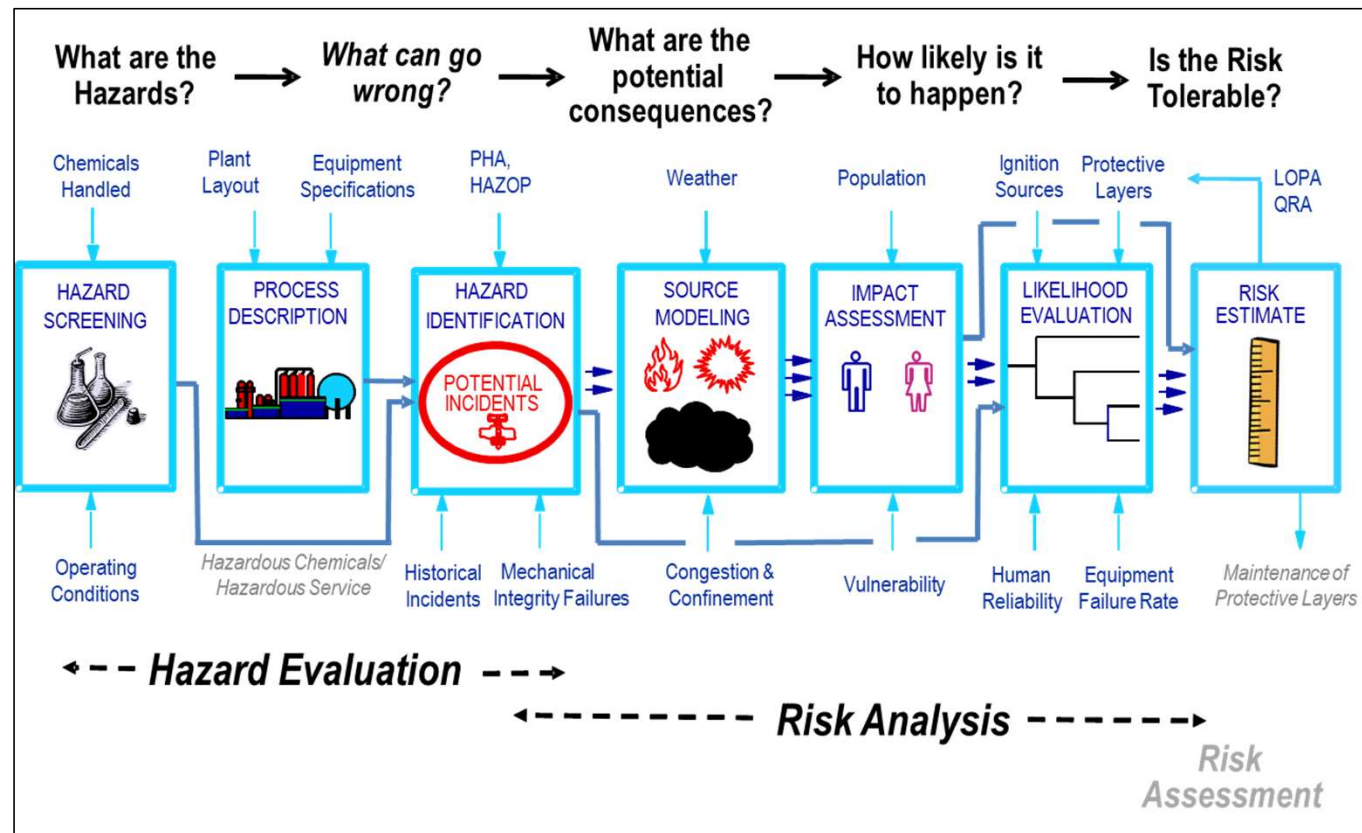 What are the
Hazards?
What can go
wrong?
What are the
potential
consequences?
How likely is it
to happen?
Is the Risk
Tolerable?
Chemicals
Handled
Plant
Layout
Equipment
Specifications
PHA,
HAZOP
Weather
Population
Ignition
Sources
Protective
Layers
LOPA
QRA
HAZARD
SCREENING
PROCESS
DESCRIPTION
HAZARD
IDENTIFICATION
POTENTIAL
INCIDENTS
SOURCE
MODELING
IMPACT
ASSESSMENT
LIKELIHOOD
EVALUATION
RISK
ESTIMATE
Operating
Conditions
Hazardous Chemicals/
Hazardous Service
Historical
Incidents
Mechanical
Integrity Failures
Congestion &
Confinement
Vulnerability
Human
Reliability
Equipment
Failure Rate
Maintenance of
Protective Layers
Hazard Evaluation
Risk Analysis
Risk
Assessment